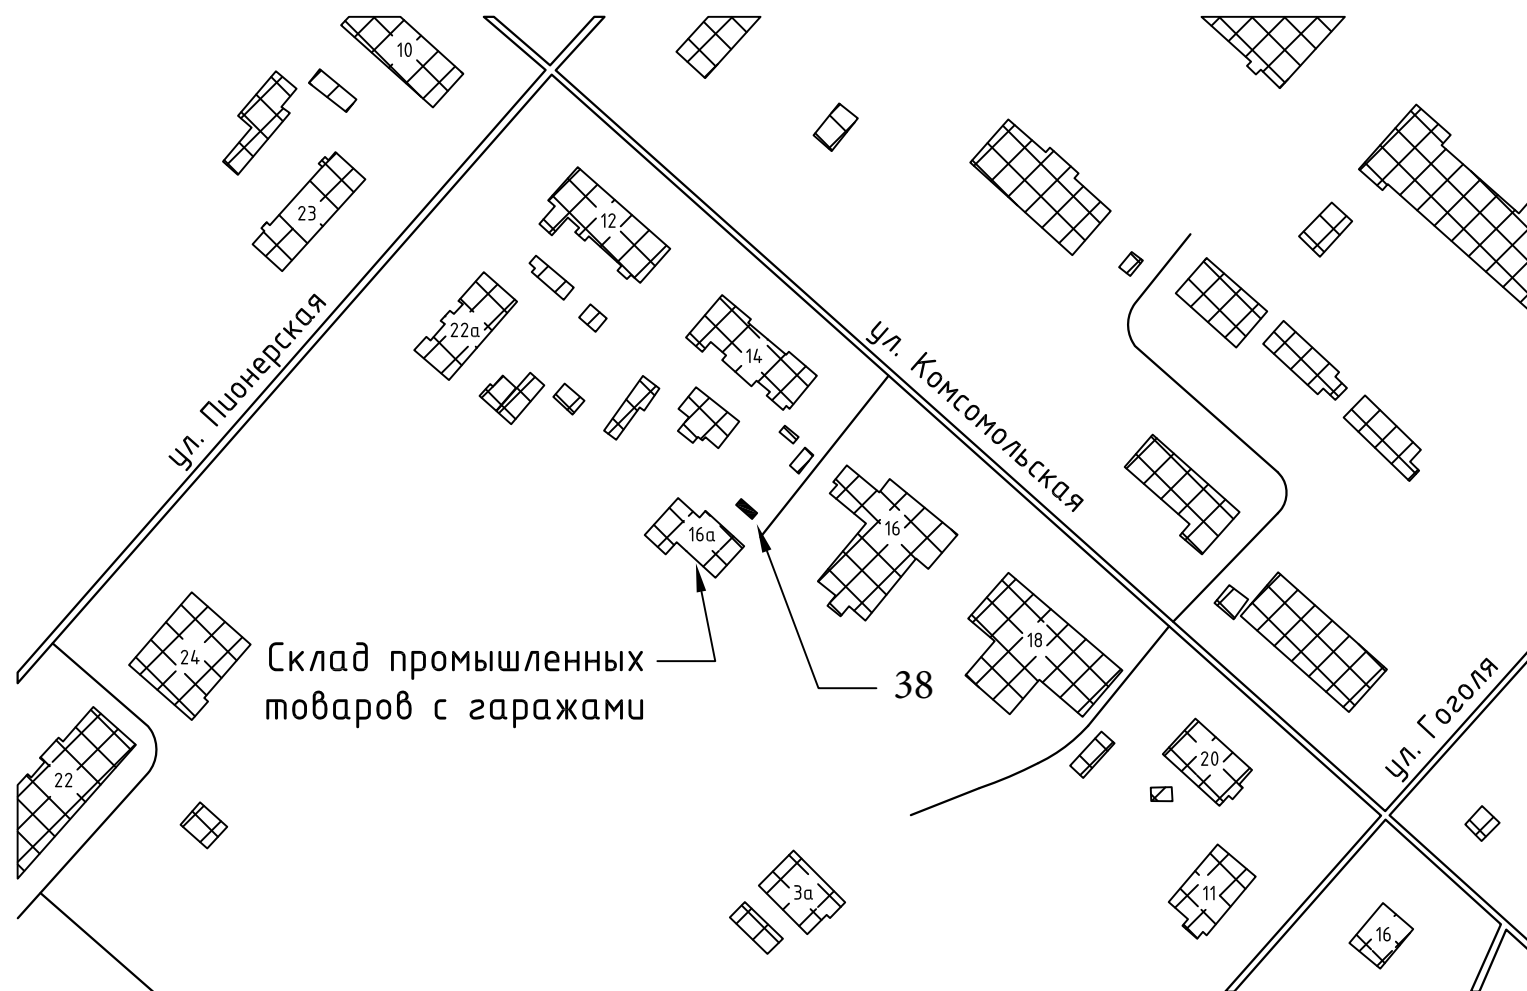 10
23
12
22а
14
ул. Пионерская
ул. Комсомольская
16
16а
18
24
Склад промышленных
товаров с гаражами
38
22
20
ул. Гоголя
3а
11
16